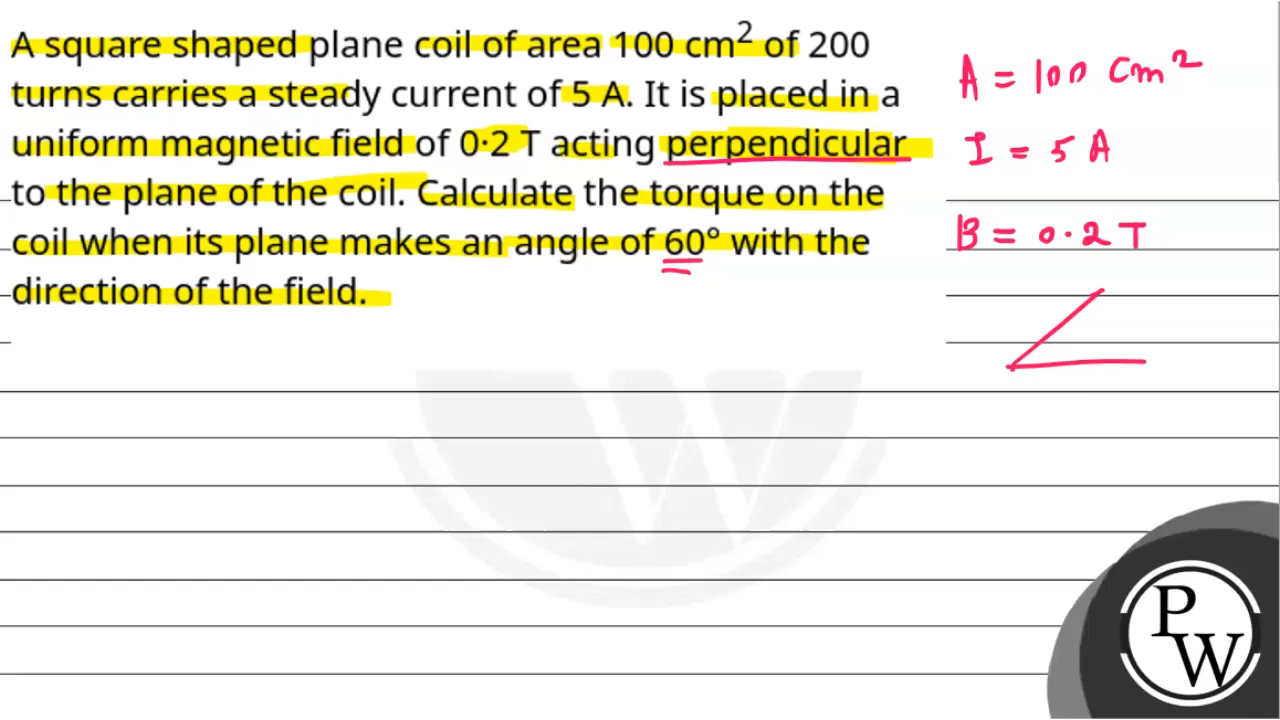 A square shaped plane coil of area 100 cm² of 200
turns carries a steady current of 5 A. It is placed in a
uniform magnetic field of 0·2 T acting perpendicular
to the plane of the coil. Calculate the torque on the
coil when its plane makes an angle of 60° with the
direction of the field.
A = 100 cm²
I = 5 A
B = 0.2 T
P
W